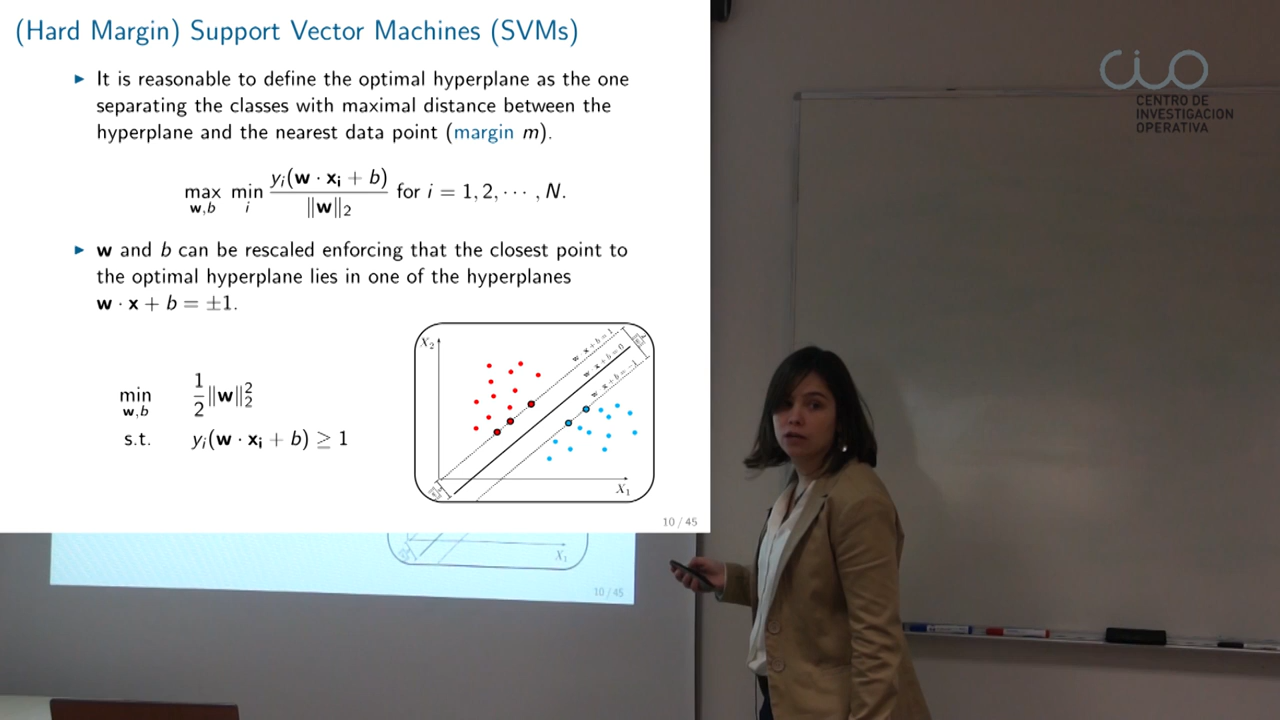 (Hard Margin) Support Vector Machines (SVMs)
▶ It is reasonable to define the optimal hyperplane as the one
separating the classes with maximal distance between the
hyperplane and the nearest data point (margin m).
max min yᵢ(w · xᵢ + b) / ‖w‖₂ for i = 1, 2, · · · , N.
w,b i
▶ w and b can be rescaled enforcing that the closest point to
the optimal hyperplane lies in one of the hyperplanes
w · x + b = ±1.
min 1/2 ‖w‖₂²
w,b
s.t. yᵢ(w · xᵢ + b) ≥ 1
X₂
w · x + b = 1
w · x + b = 0
w · x + b = −1
X₁
10 / 45
X₁
10 / 45
CIO
CENTRO DE
INVESTIGACION
OPERATIVA